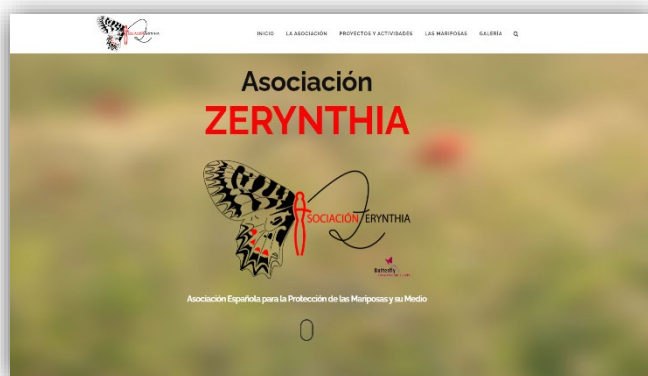 INICIO LA ASOCIACIÓN PROYECTOS Y ACTIVIDADES LAS MARIPOSAS GALERÍA
Asociación
ZERYNTHIA
ASOCIACIÓN ZERYNTHIA
Butterfly
Asociación Española para la Protección de las Mariposas y su Medio